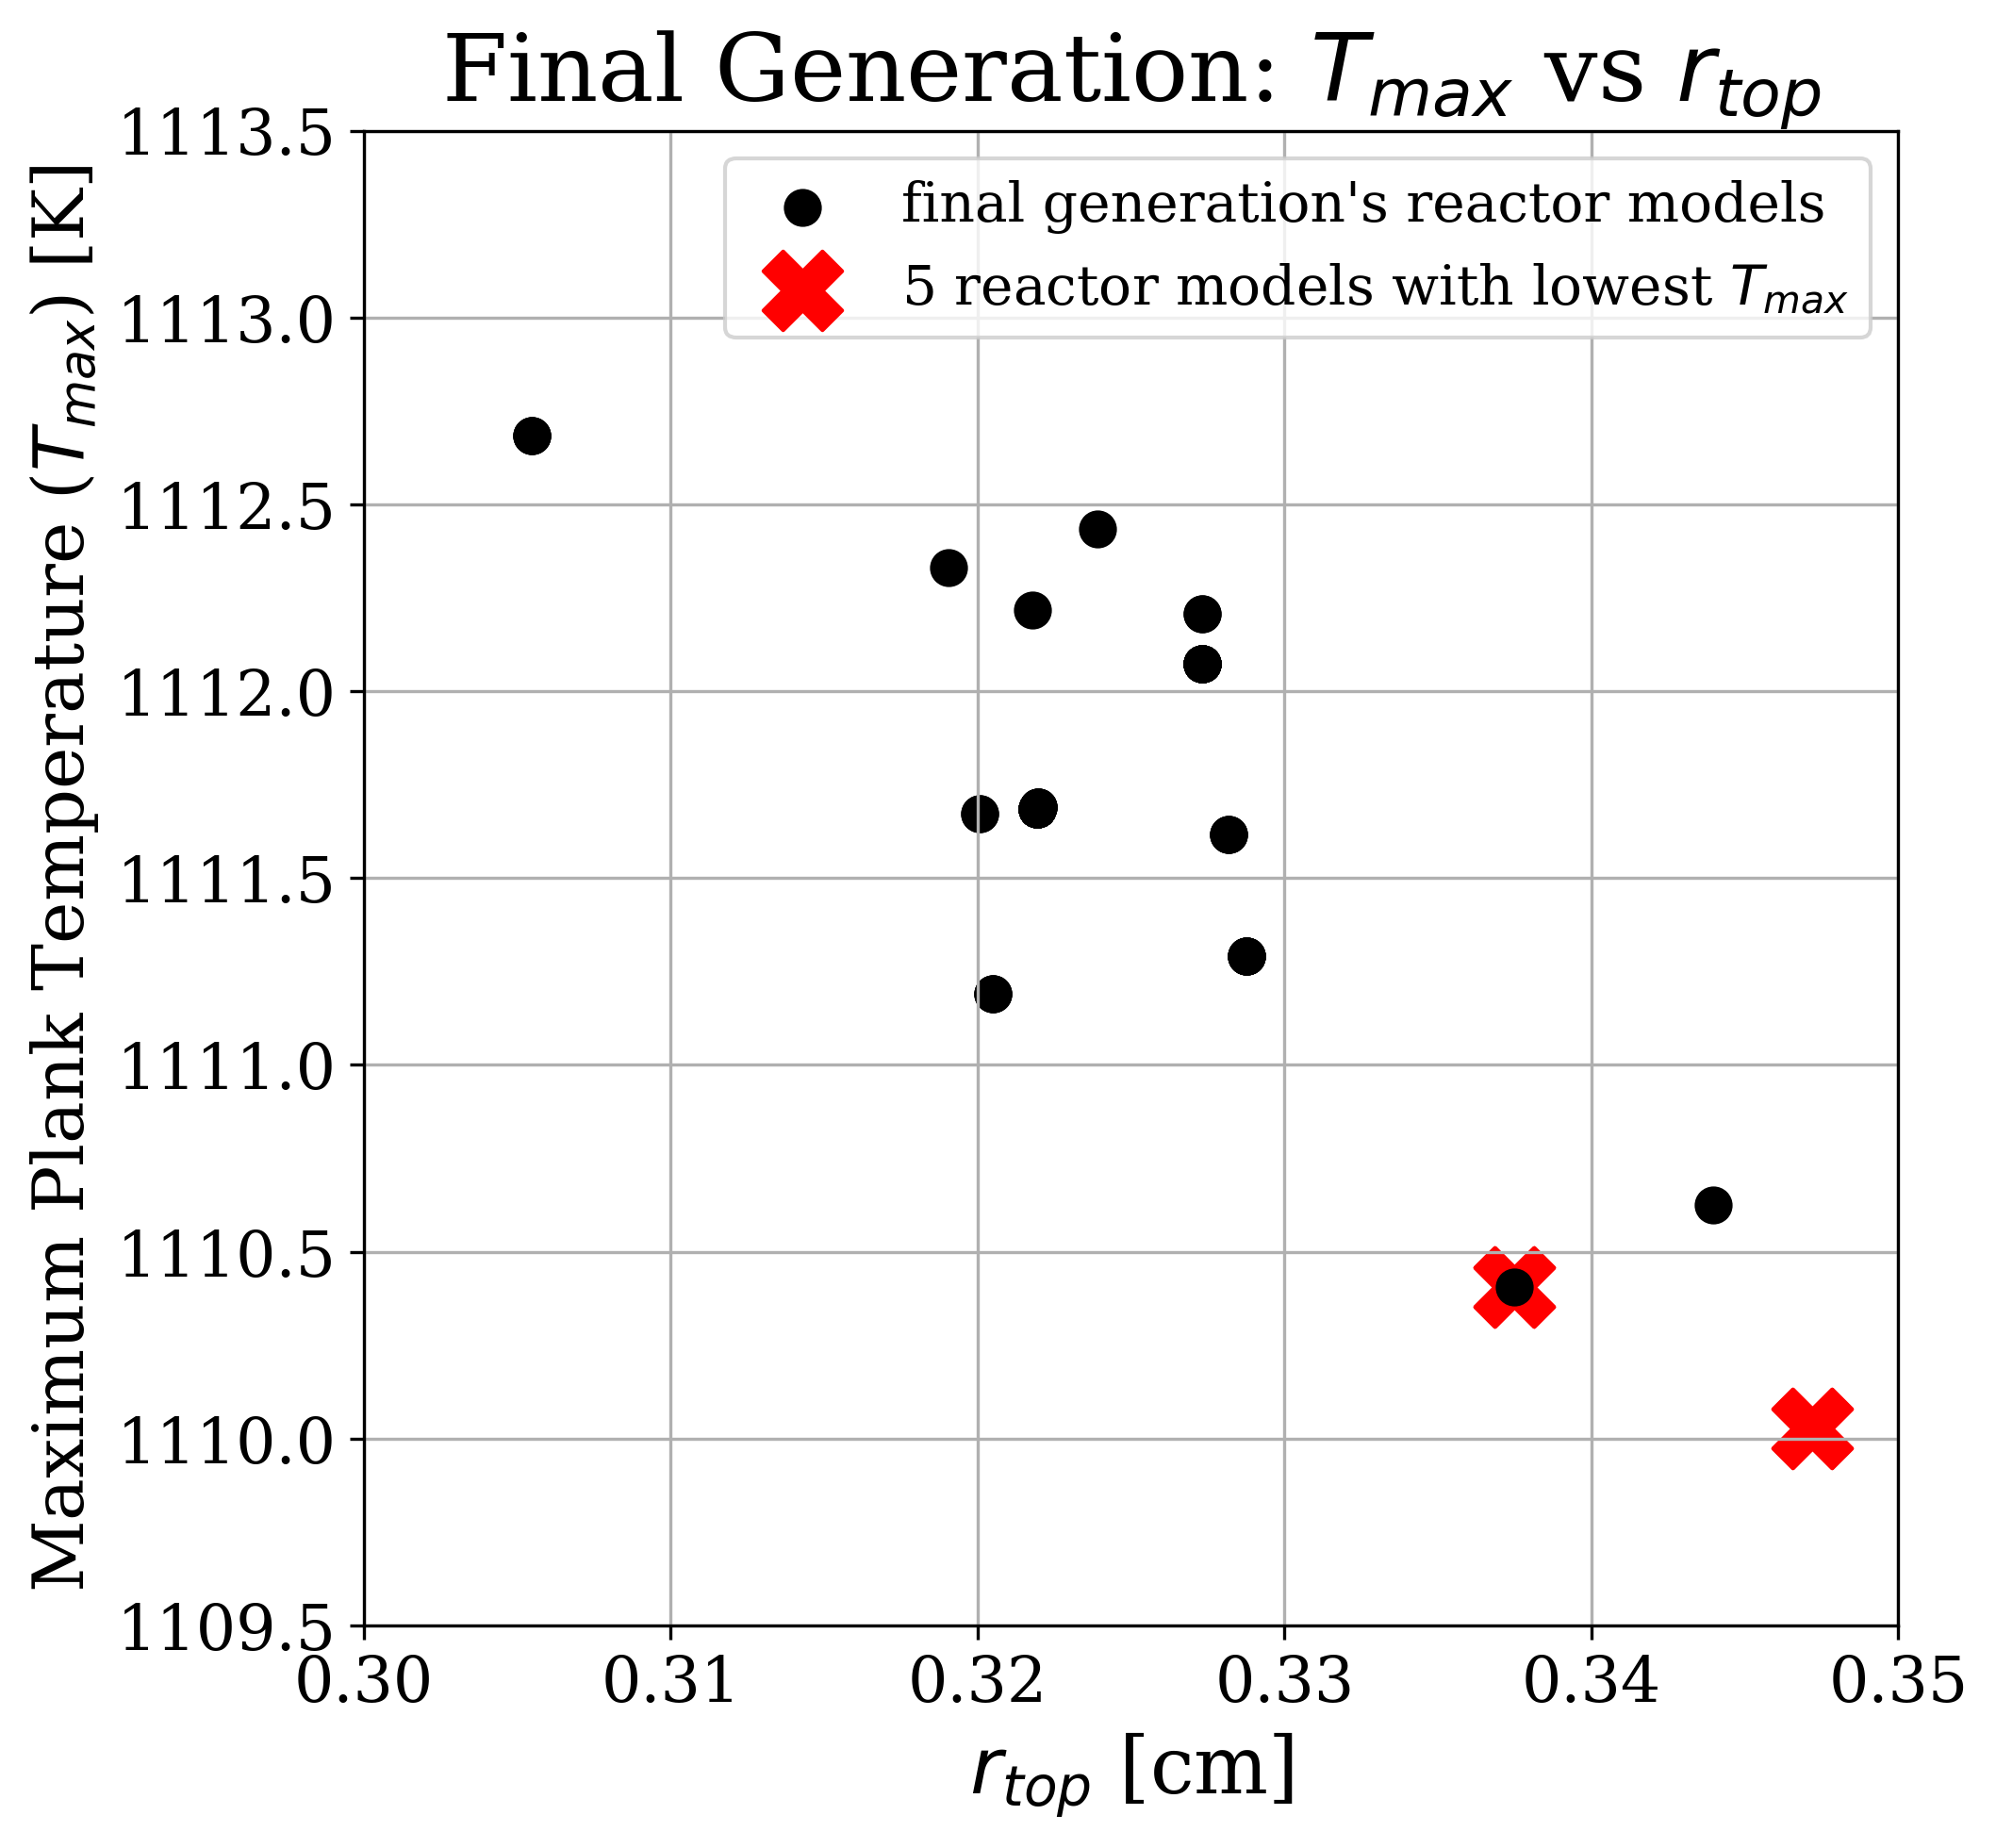 Final Generation: T_max vs r_top
Maximum Plank Temperature (T_max) [K]
1113.5
1113.0
1112.5
1112.0
1111.5
1111.0
1110.5
1110.0
1109.5
final generation's reactor models
5 reactor models with lowest T_max
0.30 0.31 0.32 0.33 0.34 0.35
r_top [cm]